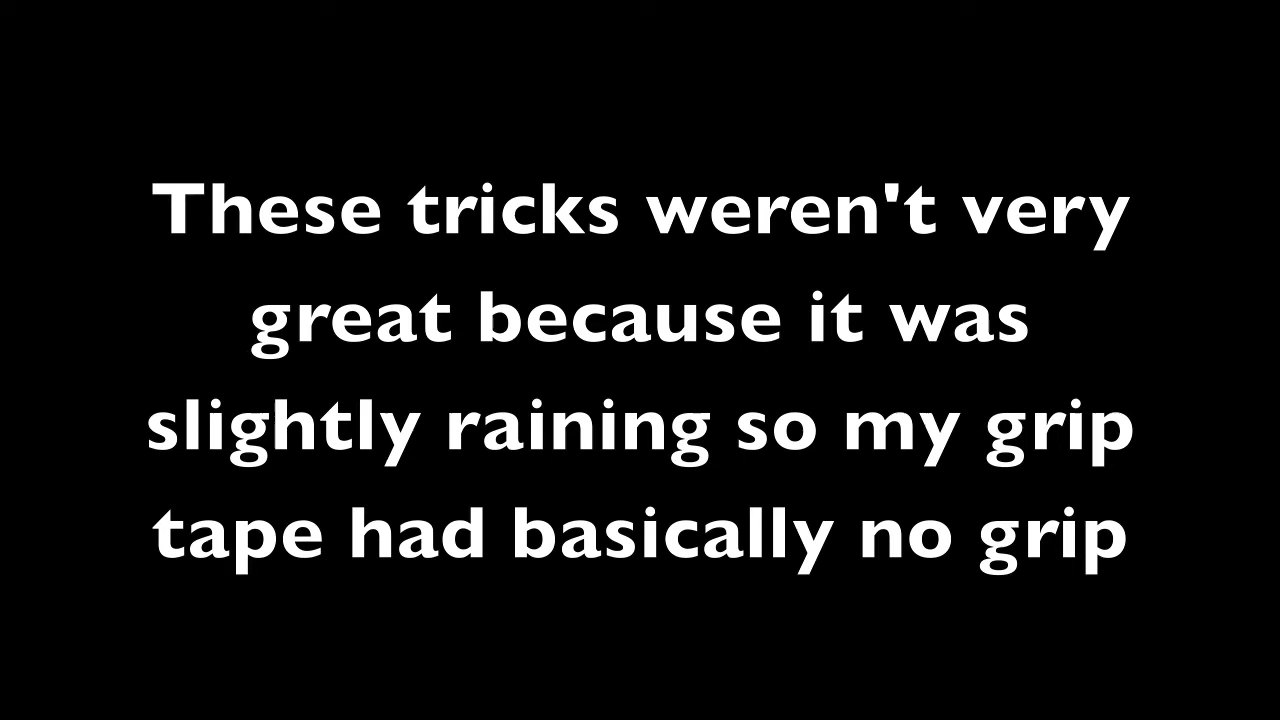 These tricks weren't very
great because it was
slightly raining so my grip
tape had basically no grip